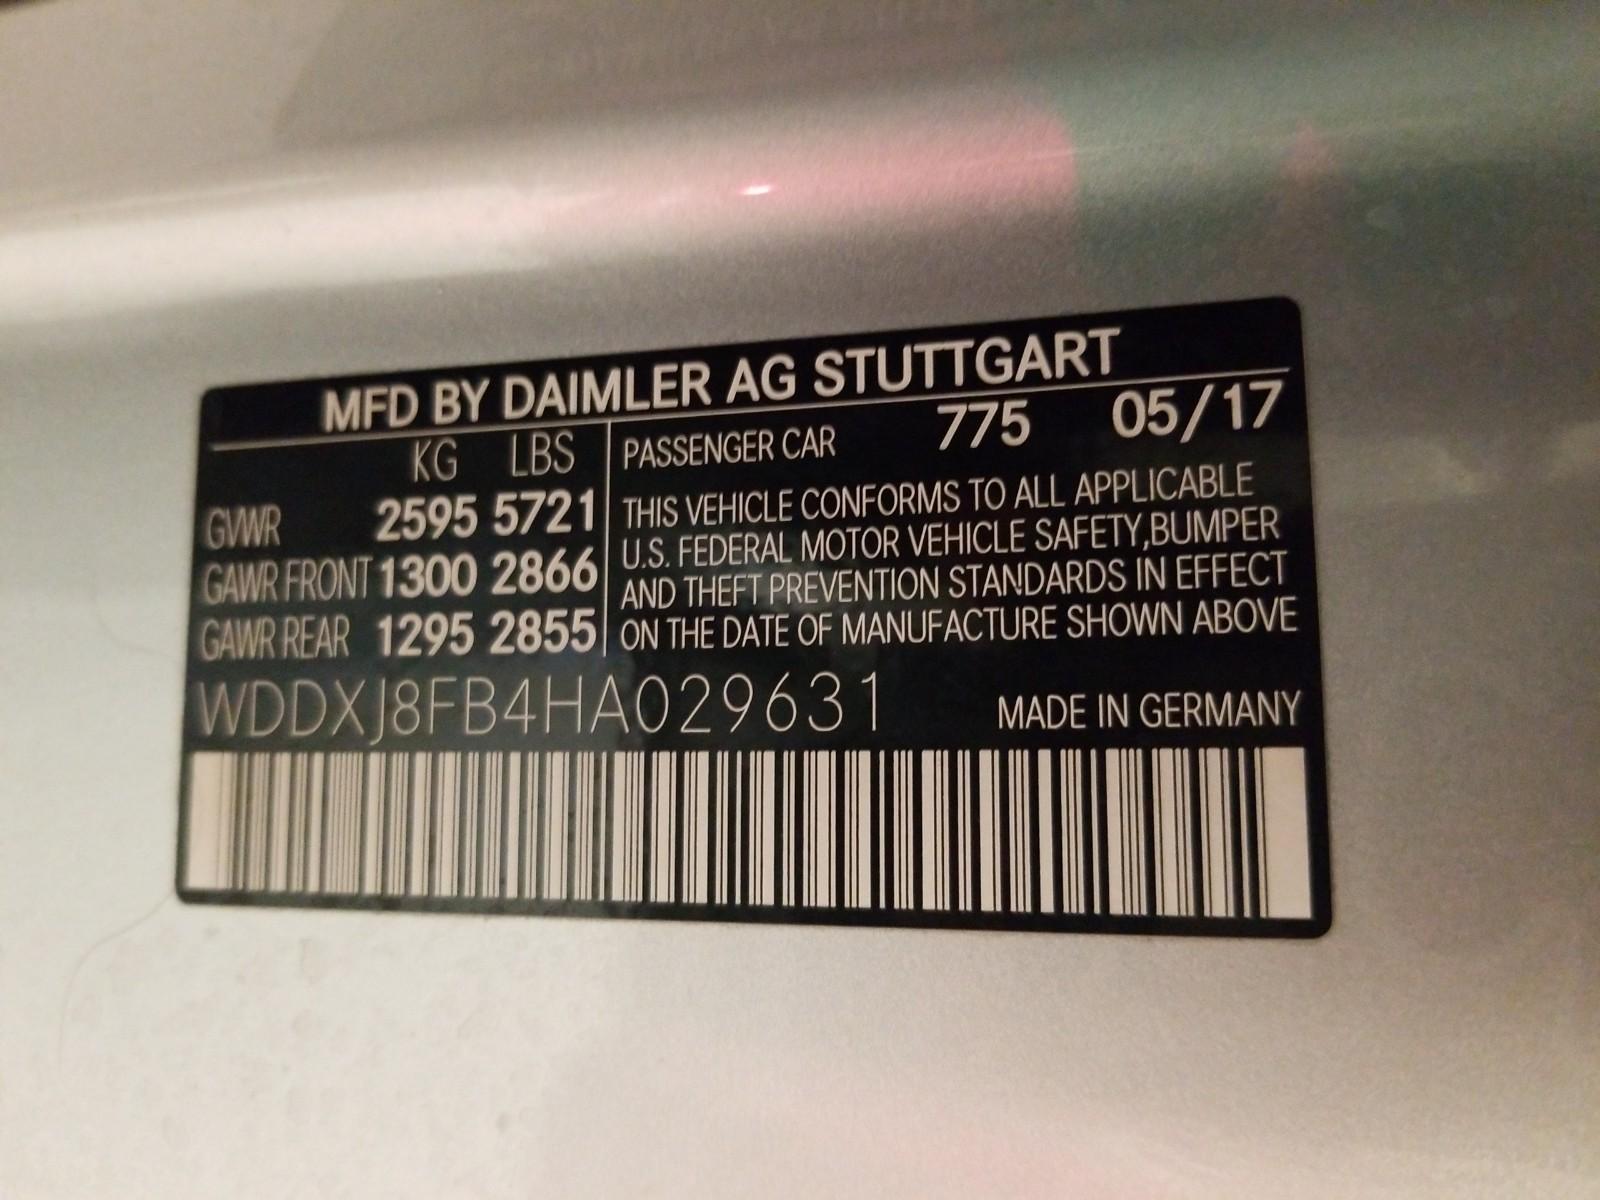 MFD BY DAIMLER AG STUTTGART
KG LBS
GVWR 2595 5721
GAWR FRONT 1300 2866
GAWR REAR 1295 2855
PASSENGER CAR 775 05/17
THIS VEHICLE CONFORMS TO ALL APPLICABLE
U.S. FEDERAL MOTOR VEHICLE SAFETY,BUMPER
AND THEFT PREVENTION STANDARDS IN EFFECT
ON THE DATE OF MANUFACTURE SHOWN ABOVE
WDDXJ8FB4HA029631 MADE IN GERMANY